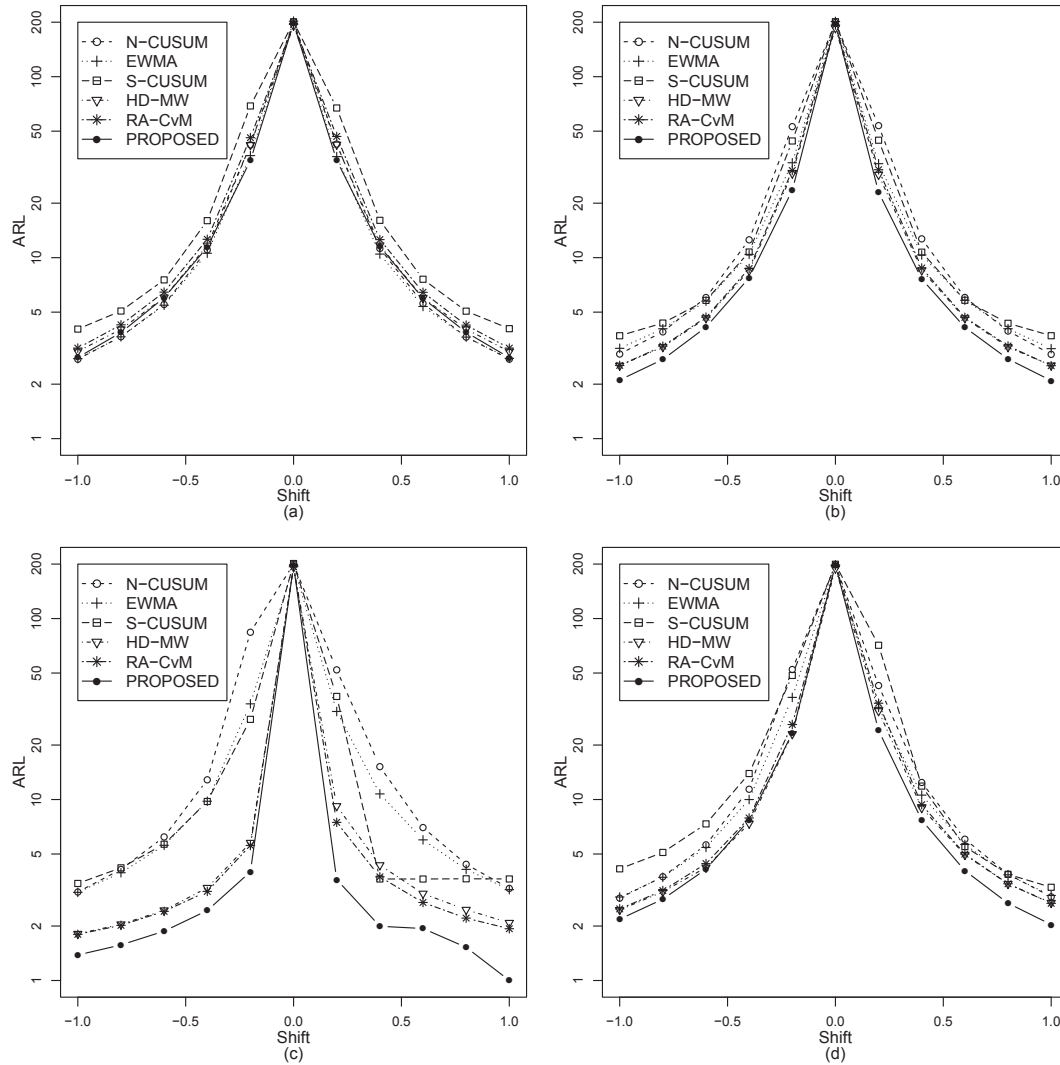 200
100
50
20
10
5
2
1
ARL
N−CUSUM
EWMA
S−CUSUM
HD−MW
RA−CvM
PROPOSED
−1.0 −0.5 0.0 0.5 1.0
Shift
(a)
200
100
50
20
10
5
2
1
ARL
N−CUSUM
EWMA
S−CUSUM
HD−MW
RA−CvM
PROPOSED
−1.0 −0.5 0.0 0.5 1.0
Shift
(b)
200
100
50
20
10
5
2
1
ARL
N−CUSUM
EWMA
S−CUSUM
HD−MW
RA−CvM
PROPOSED
−1.0 −0.5 0.0 0.5 1.0
Shift
(c)
200
100
50
20
10
5
2
1
ARL
N−CUSUM
EWMA
S−CUSUM
HD−MW
RA−CvM
PROPOSED
−1.0 −0.5 0.0 0.5 1.0
Shift
(d)